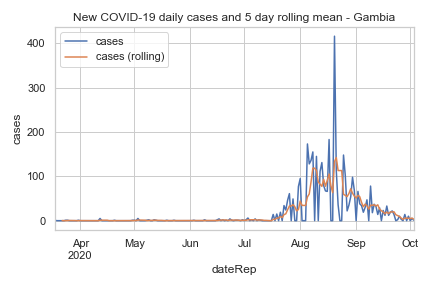 New COVID-19 daily cases and 5 day rolling mean - Gambia
cases
cases (rolling)
400
300
200
100
0
cases
Apr May Jun Jul Aug Sep Oct
2020
dateRep